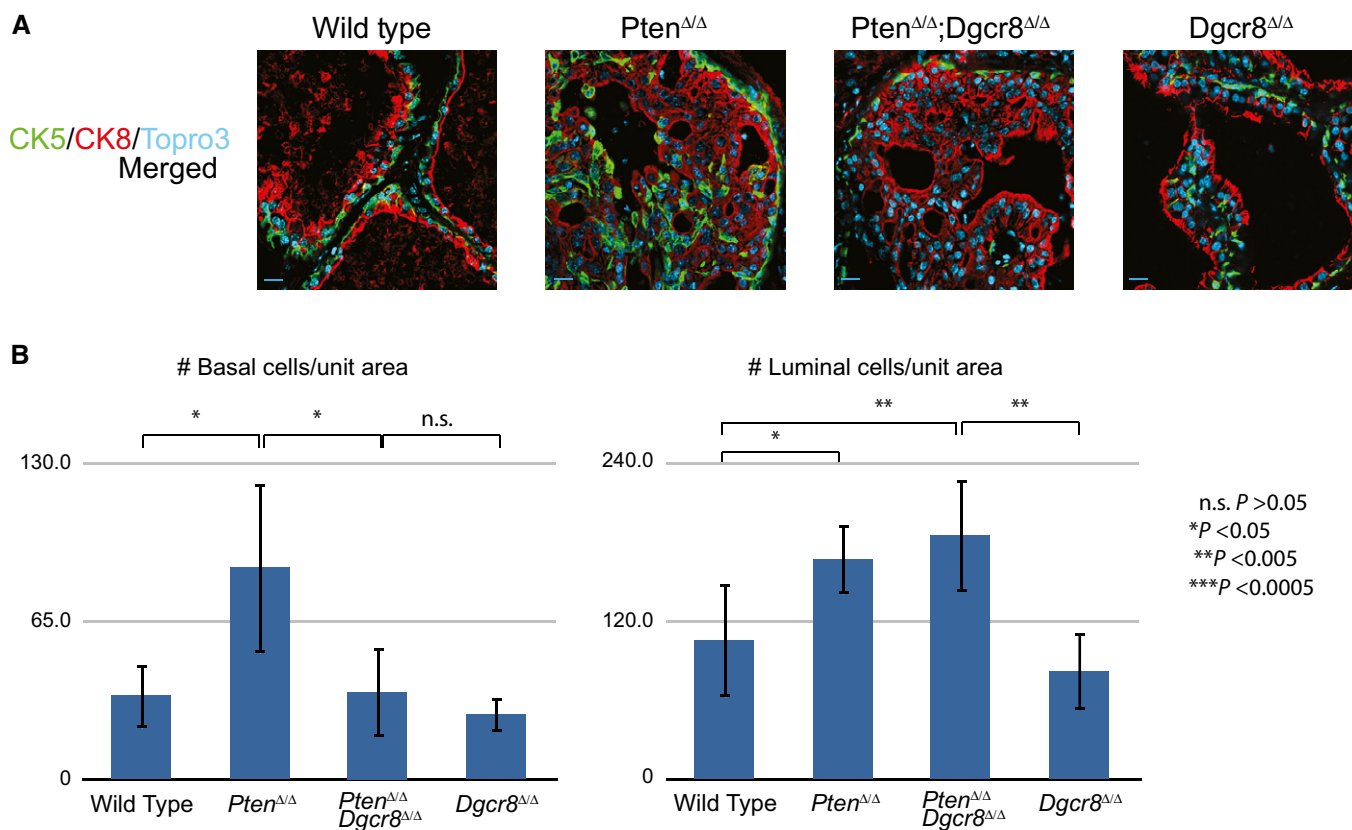 A
Wild type
Pten^Δ/Δ
Pten^Δ/Δ;Dgcr8^Δ/Δ
Dgcr8^Δ/Δ
CK5/CK8/Topro3
Merged
B
# Basal cells/unit area
* * n.s.
130.0
65.0
0
Wild Type
Pten^Δ/Δ
Pten^Δ/Δ
Dgcr8^Δ/Δ
Dgcr8^Δ/Δ
# Luminal cells/unit area
** **
*
240.0
120.0
0
Wild Type
Pten^Δ/Δ
Pten^Δ/Δ
Dgcr8^Δ/Δ
Dgcr8^Δ/Δ
n.s. P >0.05
*P <0.05
**P <0.005
***P <0.0005